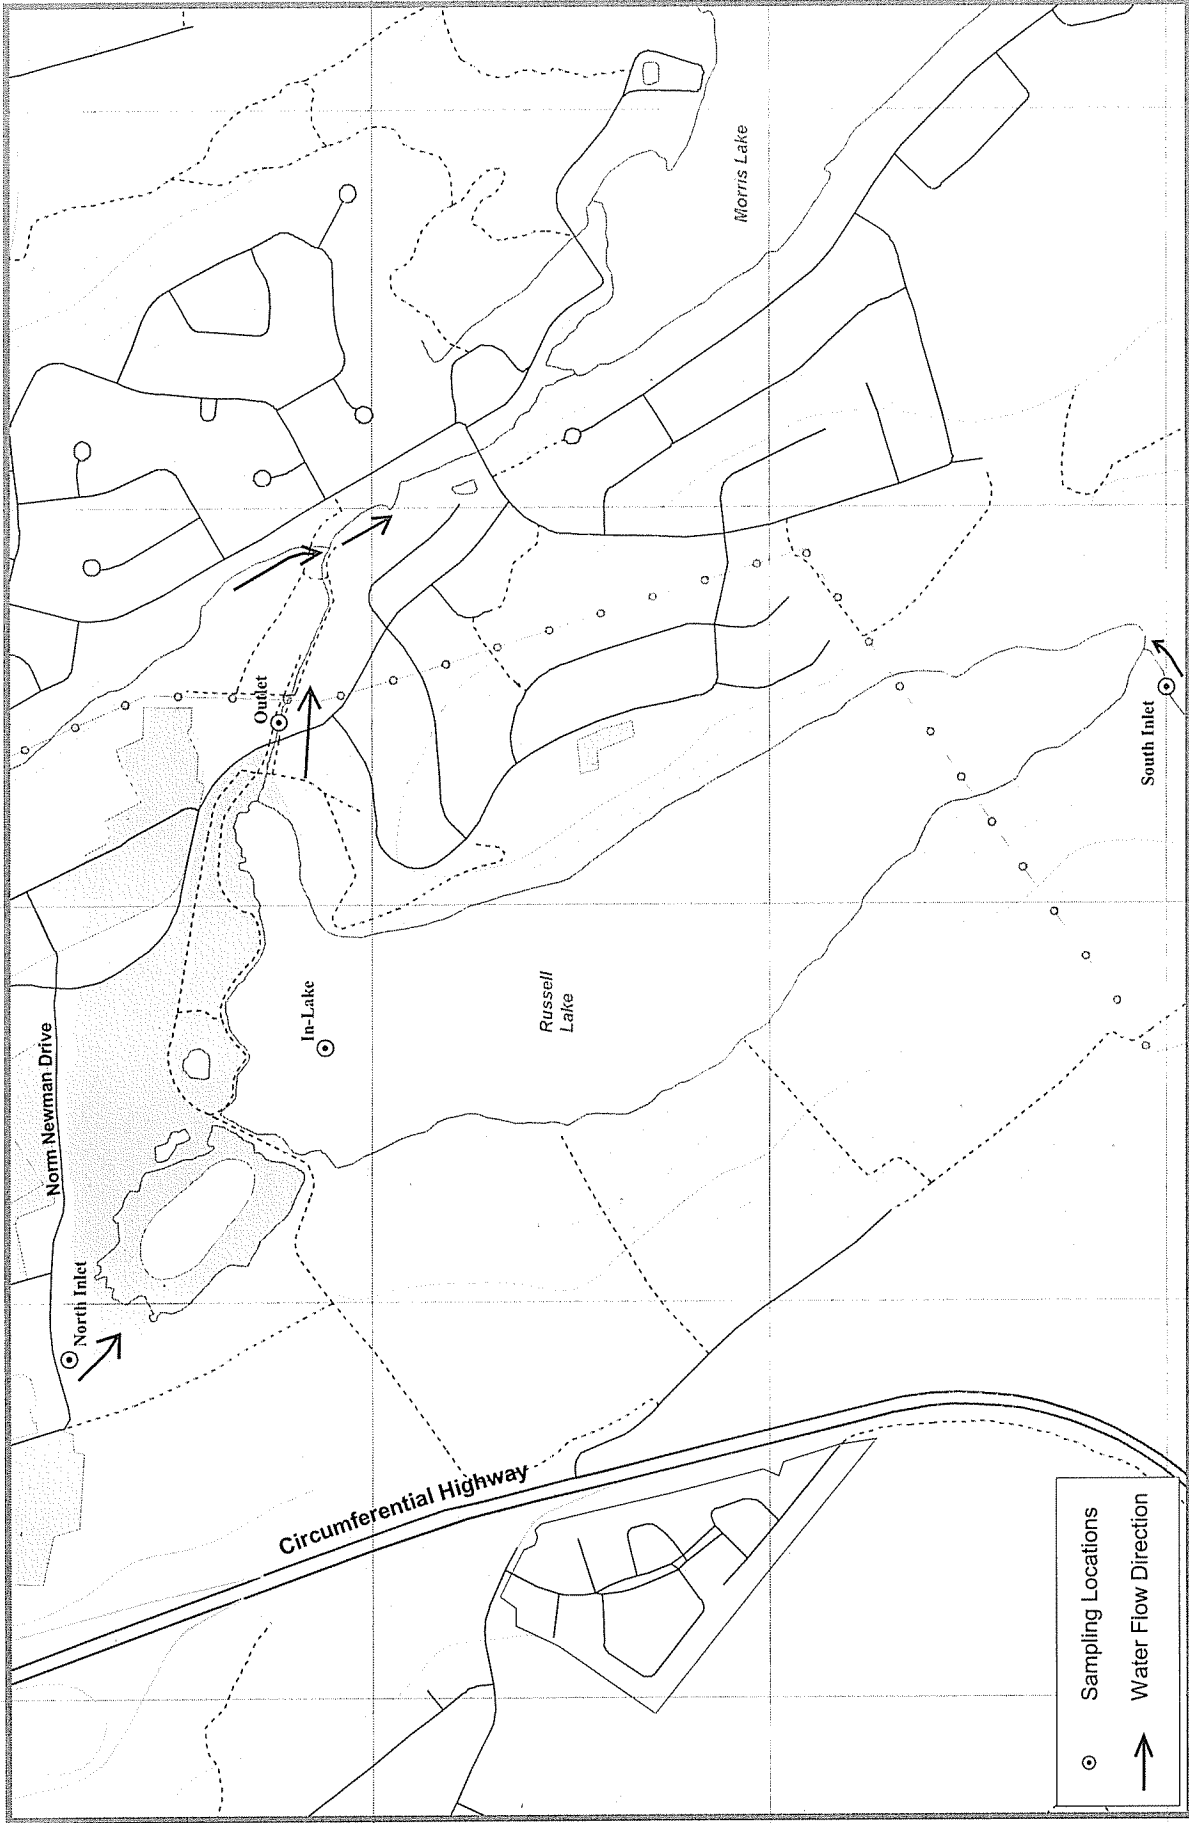 Norm Newman Drive
North Inlet
In-Lake
Outlet
Circumferential Highway
Russell
Lake
Morris Lake
South Inlet
Sampling Locations
Water Flow Direction